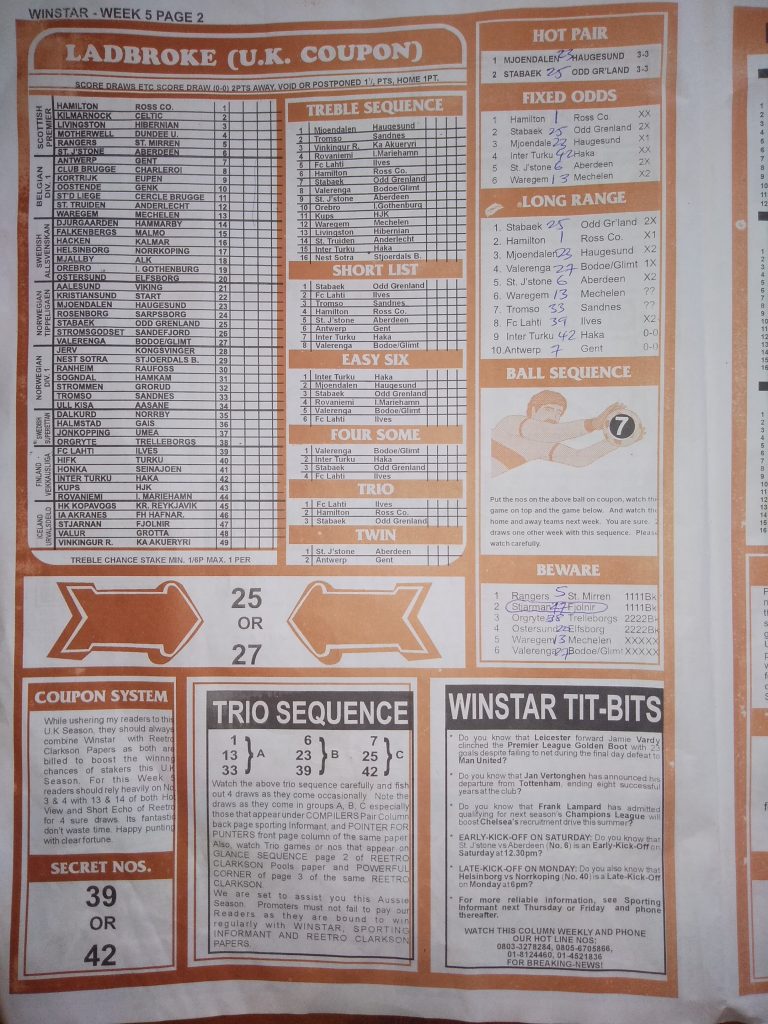 WINSTAR - WEEK 5 PAGE 2
LADBROKE (U.K. COUPON)
SCORE DRAWS ETC SCORE DRAW (0-0) 2PTS AWAY. VOID OR POSTPONED 1½, PTS, HOME 1PT.
SCOTTISH PREMIER
HAMILTON ROSS CO. 1
KILMARNOCK CELTIC 2
LIVINGSTON HIBERNIAN 3
MOTHERWELL DUNDEE U. 4
RANGERS ST. MIRREN 5
ST. J'STONE ABERDEEN 6
BELGIAN DIV. 1
ANTWERP GENT 7
CLUB BRUGGE CHARLEROI 8
KORTRIJK EUPEN 9
OOSTENDE GENK 10
ST'D LIEGE CERCLE BRUGGE 11
ST. TRUIDEN ANDERLECHT 12
WAREGEM MECHELEN 13
SWEDISH ALLSVENSKAN
DJURGAARDEN HAMMARBY 14
FALKENBERGS MALMO 15
HACKEN KALMAR 16
HELSINBORG NORRKOPING 17
MJALLBY ALK 18
OREBRO I. GOTHENBURG 19
OSTERSUND ELFSBORG 20
NORWEGIAN TIPPELIGAEN
AALESUND VIKING 21
KRISTIANSUND START 22
MJOENDALEN HAUGESUND 23
ROSENBORG SARPSBORG 24
STABAEK ODD GRENLAND 25
STROMSGODSET SANDEFJORD 26
VALERENGA BODOE/GLIMT 27
NORWEGIAN DIV. 1
JERV KONGSVINGER 28
NEST SOTRA STJOERDALS B. 29
RANHEIM RAUFOSS 30
SOGNDAL HAMKAM 31
STROMMEN GRORUD 32
TROMSO SANDNES 33
ULL KISA AASANE 34
SWEDISH SUPERETTAN
DALKURD NORRBY 35
HALMSTAD GAIS 36
JONKOPPING UMEA 37
ORGRYTE TRELLEBORGS 38
FINLAND VEIKKAUSLIIGA
FC LAHTI ILVES 39
HIFK TURKU 40
HONKA SEINAJOEN 41
INTER TURKU HAKA 42
KUPS HJK 43
ROVANIEMI I. MARIEHAMN 44
ICELAND URVALSDEILD
HK KOPAVOGS KR. REYKJAVIK 45
IA AKRANES FH HAFNAR. 46
STJARNAN FJOLNIR 47
VALUR GROTTA 48
VINKINGUR R. KA AKUERYRI 49
TREBLE CHANCE STAKE MIN. 1/6P MAX. 1 PER
TREBLE SEQUENCE
1 Mjoendalen Haugesund
2 Tromso Sandnes
3 Vinkingur R. Ka Akueryri
4 Rovaniemi I.Mariehamn
5 Fc Lahti Ilves
6 Hamilton Ross Co.
7 Stabaek Odd Grenland
8 Valerenga Bodoe/Glimt
9 St. J'stone Aberdeen
10 Orebro I.Gothenburg
11 Kups HJK
12 Waregem Mechelen
13 Livingston Hibernian
14 St. Truiden Anderlecht
15 Inter Turku Haka
16 Nest Sotra Stjoerdals B.
SHORT LIST
1 Stabaek Odd Grenland
2 Fc Lahti Ilves
3 Tromso Sandnes
4 Hamilton Ross Co.
5 St. J'stone Aberdeen
6 Antwerp Gent
7 Inter Turku Haka
8 Valerenga Bodoe/Glimt
EASY SIX
1 Inter Turku Haka
2 Mjoendalen Haugesund
3 Stabaek Odd Grenland
4 Rovaniemi I.Mariehamn
5 Valerenga Bodoe/Glimt
6 Fc Lahti Ilves
FOUR SOME
1 Valerenga Bodoe/Glimt
2 Inter Turku Haka
3 Stabaek Odd Grenland
4 Fc Lahti Ilves
TRIO
1 Fc Lahti Ilves
2 Hamilton Ross Co.
3 Stabaek Odd Grenland
TWIN
1 St. J'stone Aberdeen
2 Antwerp Gent
HOT PAIR
1 MJOENDALEN 23 HAUGESUND 3-3
2 STABAEK 25 ODD GR'LAND 3-3
FIXED ODDS
1 Hamilton 1 Ross Co. XX
2 Stabaek 25 Odd Grenland 2X
3 Mjoendale 23 Haugesund X1
4 Inter Turku 42 Haka XX
5 St. J'stone 6 Aberdeen 2X
6 Waregem 13 Mechelen X2
LONG RANGE
1. Stabaek 25 Odd Gr'land 2X
2. Hamilton 1 Ross Co. X1
3. Mjoendalen 23 Haugesund X2
4. Valerenga 27 Bodoe/Glimt 1X
5. St. J'stone 6 Aberdeen X2
6. Waregem 13 Mechelen ??
7. Tromso 33 Sandnes ??
8. Fc Lahti 39 Ilves X2
9 Inter Turku 42 Haka 0-0
10.Antwerp 7 Gent 0-0
BALL SEQUENCE
7
Put the nos on the above ball on coupon, watch the
game on top and the game below. And watch the
home and away teams next week. You are sure. 2
draws one other week with this sequence. Please
watch carefully.
BEWARE
1 Rangers 5 St. Mirren 1111Bk
2 Stjarnan 47 Fjolnir 1111Bk
3 Orgryte 38 Trelleborgs 2222Bk
4 Ostersund 20 Elfsborg 2222Bk
5 Waregem 13 Mechelen XXXXX
6 Valerenga 27 Bodoe/Glimt XXXXX
25
OR
27
COUPON SYSTEM
While ushering my readers to this
U.K Season, they should always
combine Winstar with Reetro
Clarkson Papers as both are
billed to boost the winnng
chances of stakers this U.K
Season. For this Week 5
readers should rely heavily on No.
3 & 4 with 13 & 14 of both Hot
View and Short Echo of Reetro
for 4 sure draws. Its fantastic
don't waste time. Happy punting
with clear fortune.
SECRET NOS.
39
OR
42
TRIO SEQUENCE
1 6 7
13 A 23 B 25 C
33 39 42
Watch the above trio sequence carefully and fish
out 4 draws as they come occasionally. Note the
draws as they come in groups A, B, C especially
those that appear under COMPILERS Pair Column
back page sporting Informant, and POINTER FOR
PUNTERS front page column of the same paper.
Also, watch Trio games or nos that appear on
GLANCE SEQUENCE page 2 of REETRO
CLARKSON Pools paper and POWERFUL
CORNER of page 3 of the same REETRO
CLARKSON.
We are set to assist you this Aussie
Season. Promoters must not fail to pay our
Readers as they are bound to win
regularly with WINSTAR, SPORTING
INFORMANT AND REETRO CLARKSON
PAPERS.
WINSTAR TIT-BITS
* Do you know that Leicester forward Jamie Vardy
clinched the Premier League Golden Boot with 23
goals despite failing to net during the final day defeat to
Man United?
* Do you know that Jan Vertonghen has announced his
departure from Tottenham, ending eight successful
years at the club?
* Do you know that Frank Lampard has admitted
qualifying for next season's Champions League will
boost Chelsea's recruitment drive this summer?
* EARLY-KICK-OFF ON SATURDAY: Do you know that
St. J'stone vs Aberdeen (No. 6) is an Early-Kick-Off on
Saturday at 12.30pm?
* LATE-KICK-OFF ON MONDAY: Do you also know that
Helsinborg vs Norrkoping (No. 40) is a Late-Kick-Off
on Monday at 6pm?
* For more reliable information, see Sporting
Informant next Thursday or Friday and phone
thereafter.
WATCH THIS COLUMN WEEKLY AND PHONE
OUR HOT LINE NOS:
0803-3278284, 0805-6705866,
01-8124460, 01-4521836
FOR BREAKING-NEWS!